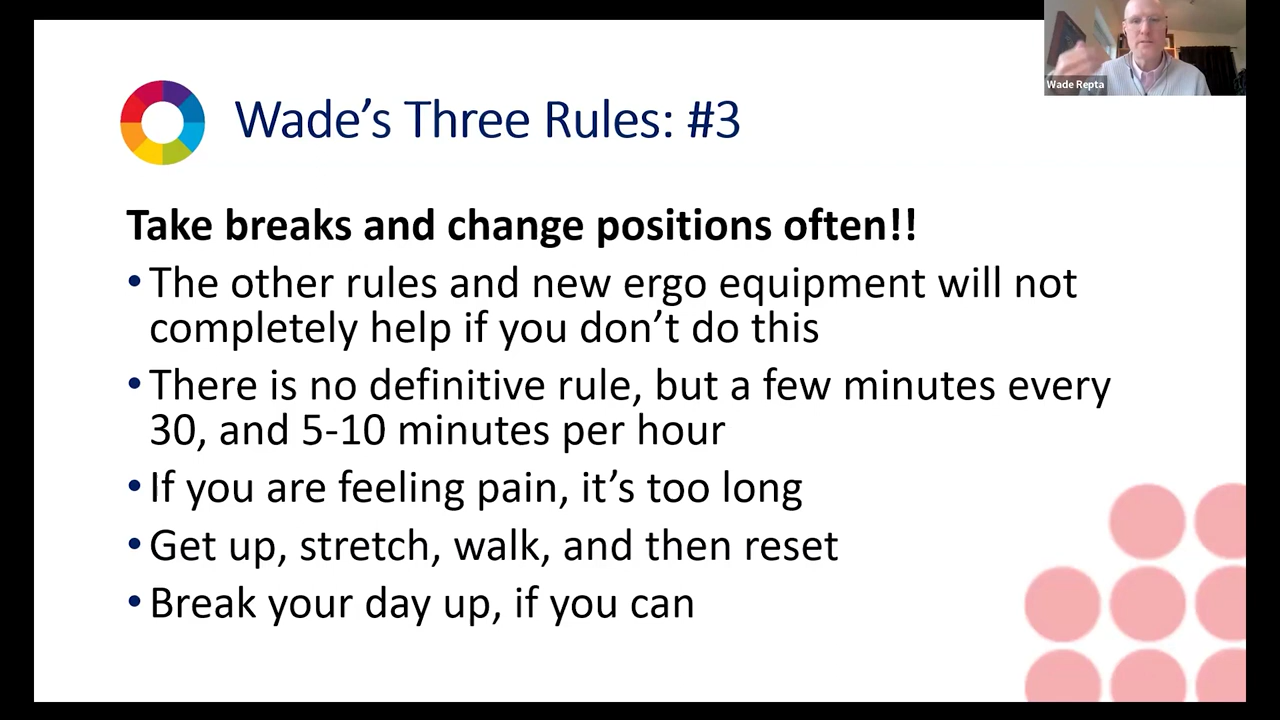 Wade Repta
Wade's Three Rules: #3
Take breaks and change positions often!!
•The other rules and new ergo equipment will not
completely help if you don't do this
•There is no definitive rule, but a few minutes every
30, and 5-10 minutes per hour
•If you are feeling pain, it's too long
•Get up, stretch, walk, and then reset
•Break your day up, if you can